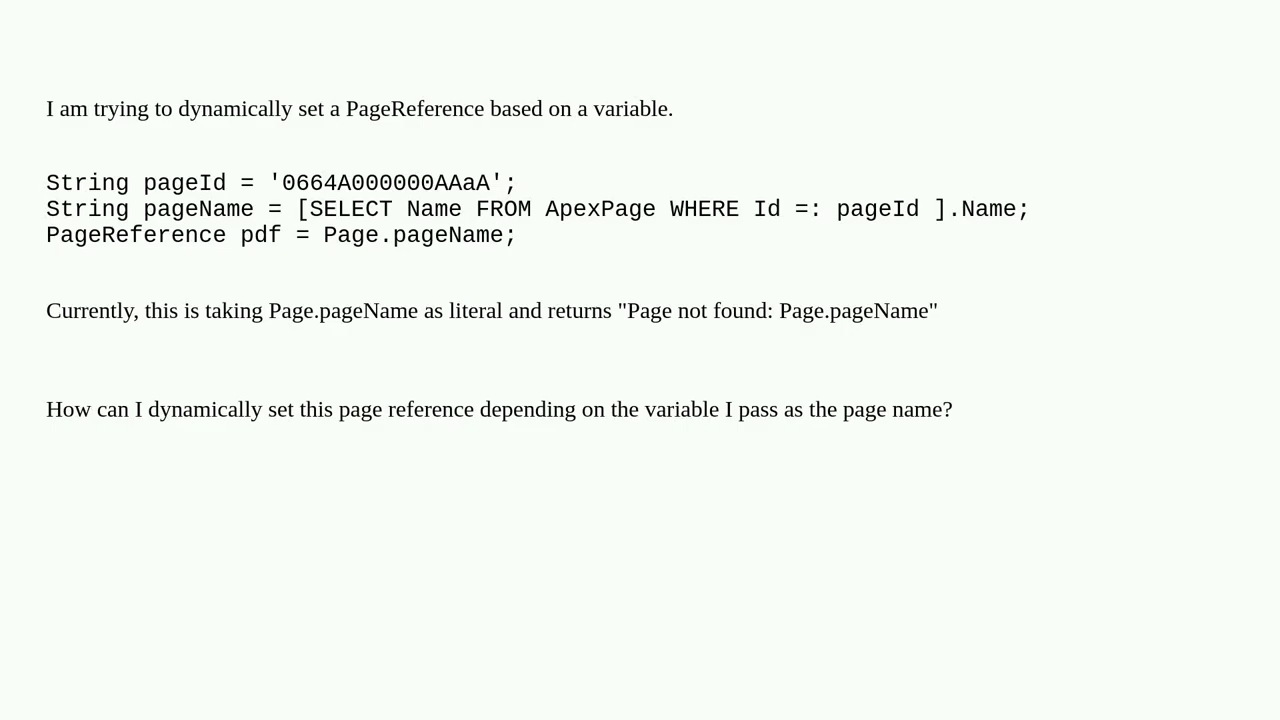 I am trying to dynamically set a PageReference based on a variable.
String pageId = '0664A000000AAaA';
String pageName = [SELECT Name FROM ApexPage WHERE Id =: pageId ].Name;
PageReference pdf = Page.pageName;
Currently, this is taking Page.pageName as literal and returns "Page not found: Page.pageName"
How can I dynamically set this page reference depending on the variable I pass as the page name?